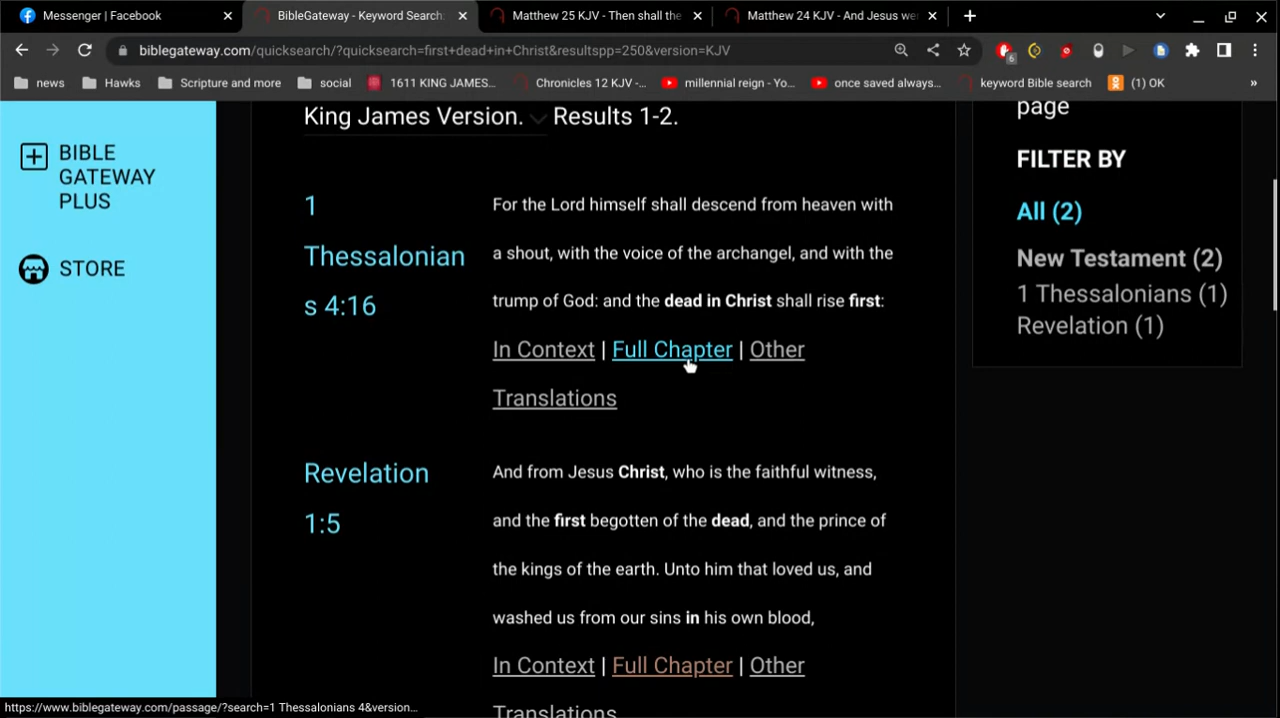 Messenger | Facebook
BibleGateway - Keyword Search:
Matthew 25 KJV - Then shall the
Matthew 24 KJV - And Jesus wer
biblegateway.com/quicksearch/?quicksearch=first+dead+in+Christ&resultspp=250&version=KJV
6
news
Hawks
Scripture and more
social
1611 KING JAMES...
Chronicles 12 KJV -...
millennial reign - Yo...
once saved always...
keyword Bible search
(1) OK
»
BIBLE
GATEWAY
PLUS
STORE
King James Version. Results 1-2.
1
Thessalonian
s 4:16
For the Lord himself shall descend from heaven with
a shout, with the voice of the archangel, and with the
trump of God: and the dead in Christ shall rise first:
In Context | Full Chapter | Other
Translations
Revelation
1:5
And from Jesus Christ, who is the faithful witness,
and the first begotten of the dead, and the prince of
the kings of the earth. Unto him that loved us, and
washed us from our sins in his own blood,
In Context | Full Chapter | Other
Translations
page
FILTER BY
All (2)
New Testament (2)
1 Thessalonians (1)
Revelation (1)
https://www.biblegateway.com/passage/?search=1 Thessalonians 4&version...